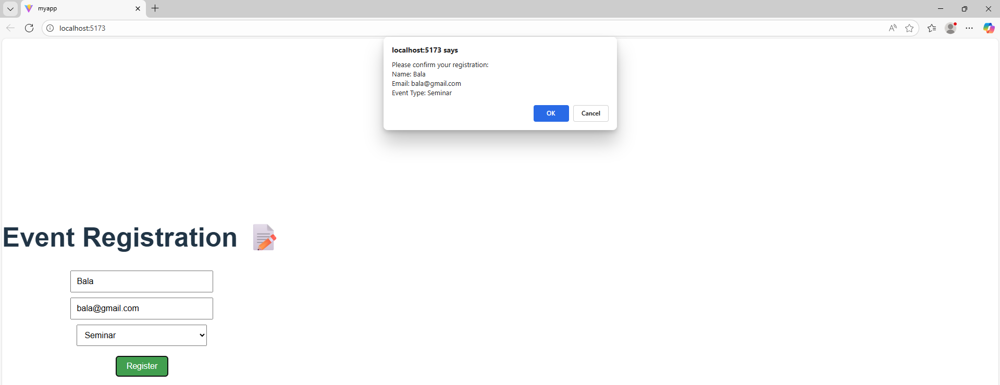 myapp
localhost:5173
localhost:5173 says
Please confirm your registration:
Name: Bala
Email: bala@gmail.com
Event Type: Seminar
OK
Cancel
Event Registration
Bala
bala@gmail.com
Seminar
Register